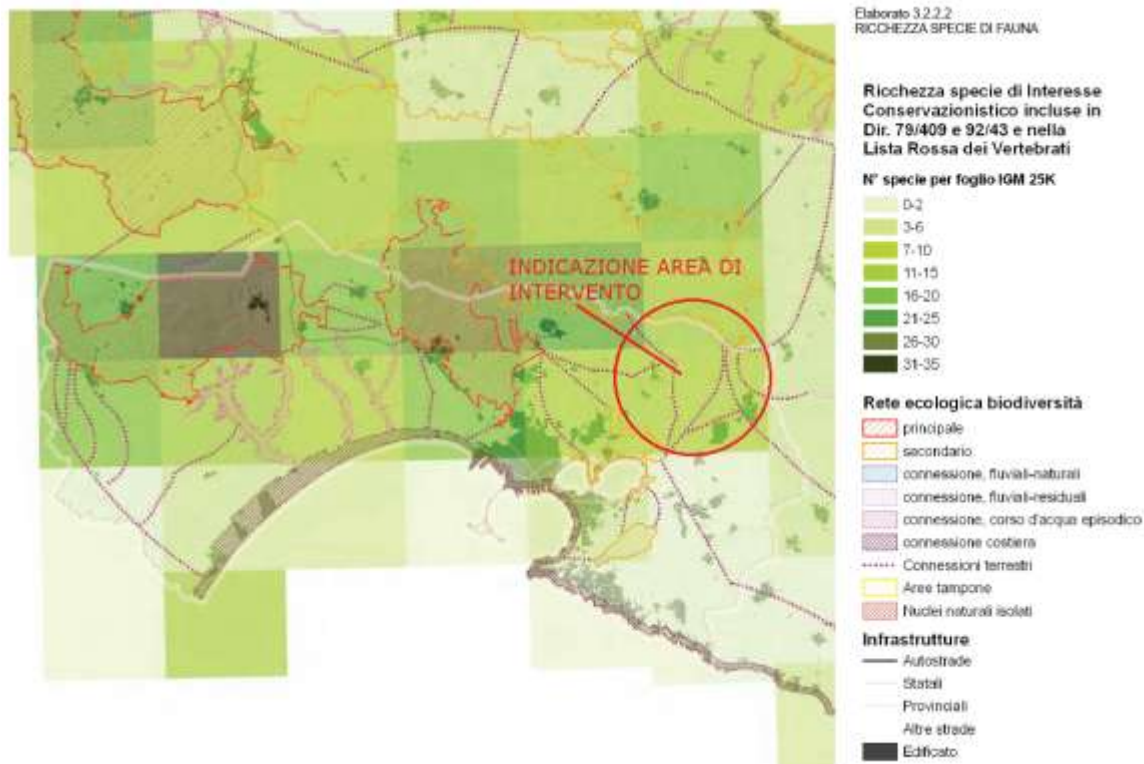 Elaborato 3.2.2.2
RICCHEZZA SPECIE DI FAUNA
Ricchezza specie di Interesse
Conservazionistico incluse in
Dir. 79/409 e 92/43 e nella
Lista Rossa dei Vertebrati
N° specie per foglio IGM 25K
0-2
3-6
7-10
11-15
16-20
21-25
26-30
31-35
Rete ecologica biodiversità
principale
secondario
connessione, fluviali-naturali
connessione, fluviali-residuali
connessione, corso d'acqua episodico
connessione costiera
Connessioni terrestri
Aree tampone
Nuclei naturali isolati
Infrastrutture
Autostrade
Statali
Provinciali
Altre strade
Edificato
INDICAZIONE AREA DI
INTERVENTO